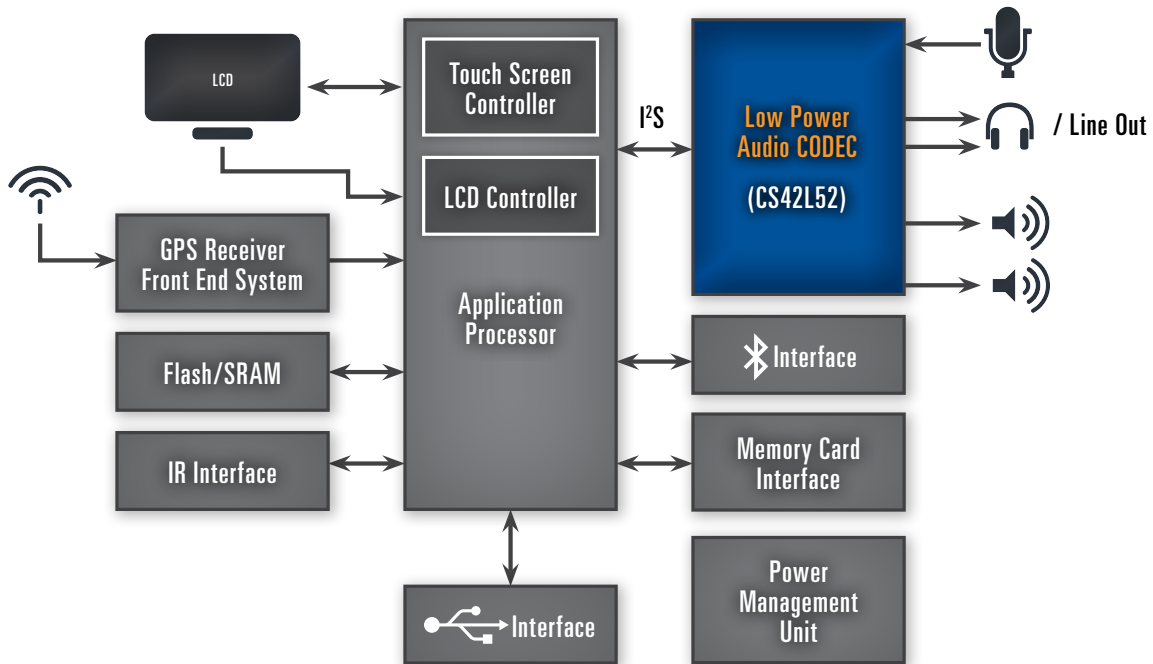 LCD
Touch Screen
Controller
LCD Controller
Application
Processor
GPS Receiver
Front End System
Flash/SRAM
IR Interface
I²S
Low Power
Audio CODEC
(CS42L52)
/ Line Out
Interface
Memory Card
Interface
Power
Management
Unit
Interface